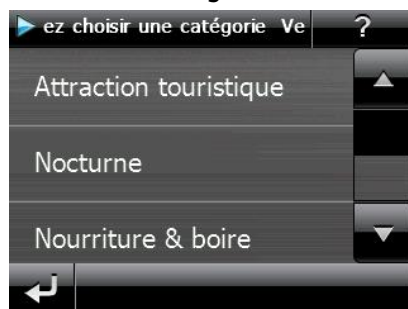 ez choisir une catégorie Ve ?
Attraction touristique
Nocturne
Nourriture & boire